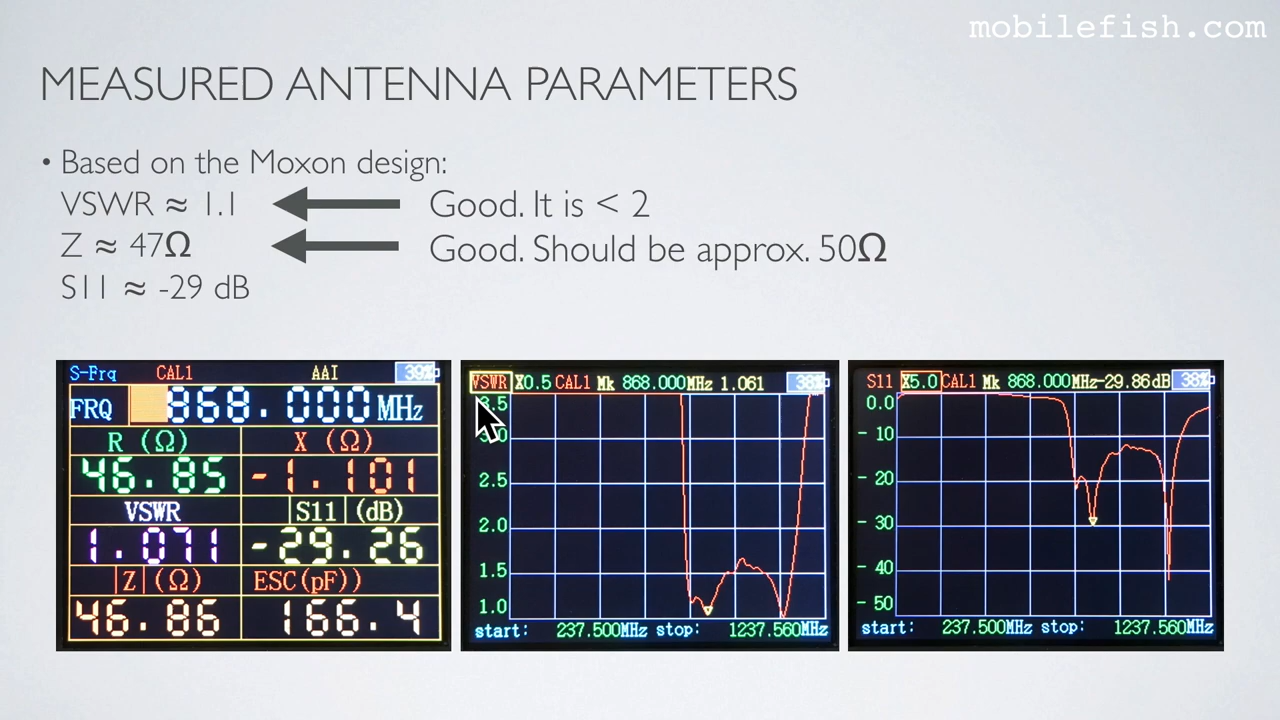 mobilefish.com
MEASURED ANTENNA PARAMETERS
• Based on the Moxon design:
VSWR ≈ 1.1
Good. It is < 2
Z ≈ 47Ω
Good. Should be approx. 50Ω
S11 ≈ -29 dB
S-Frq CAL1 AAI 39%
FRQ 868.000MHz
R (Ω) X (Ω)
46.85 -1.101
VSWR |S11| (dB)
1.071 -29.26
|Z|(Ω) ESC(pF))
46.86 166.4
VSWR X0.5 CAL1 Mk 868.000MHz 1.061 38%
3.5
3.0
2.5
2.0
1.5
1.0
start: 237.500MHz stop: 1237.560MHz
S11 X5.0 CAL1 Mk 868.000MHz-29.86dB 38%
0.0
- 10
- 20
- 30
- 40
- 50
start: 237.500MHz stop: 1237.560MHz